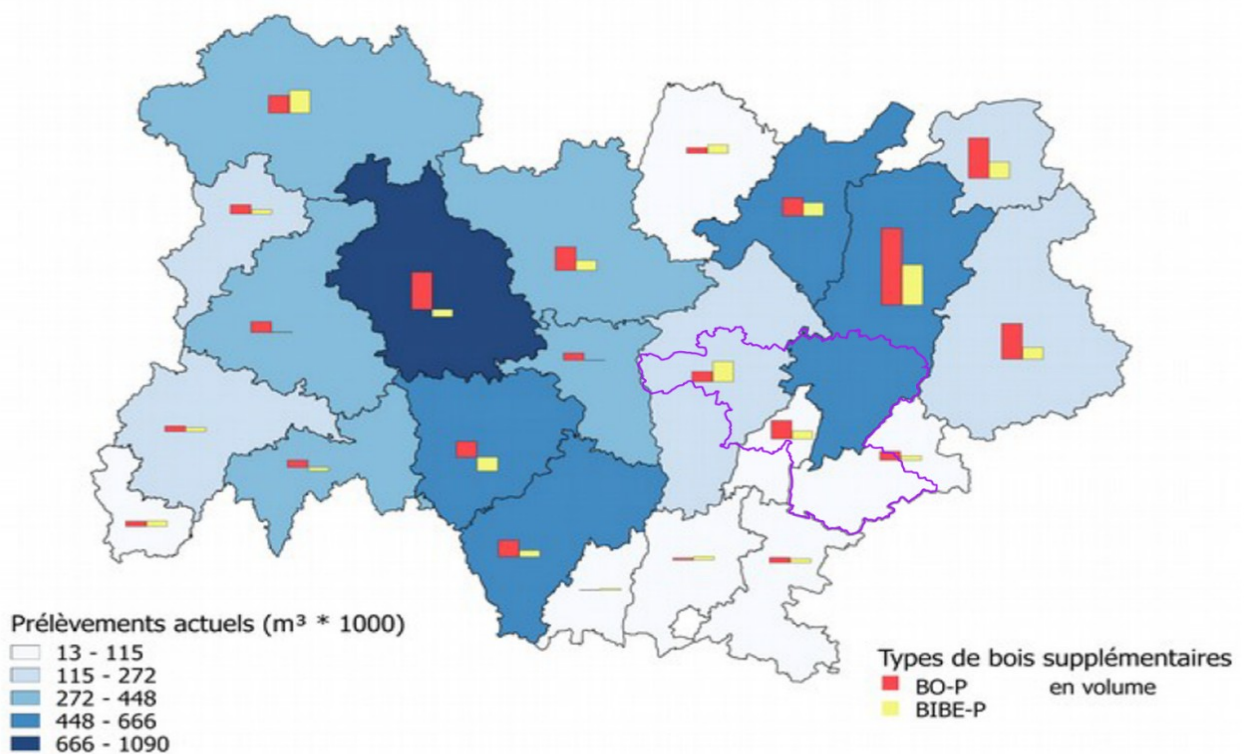 Prélèvements actuels (m³ * 1000)
13 - 115
115 - 272
272 - 448
448 - 666
666 - 1090
Types de bois supplémentaires
en volume
BO-P
BIBE-P